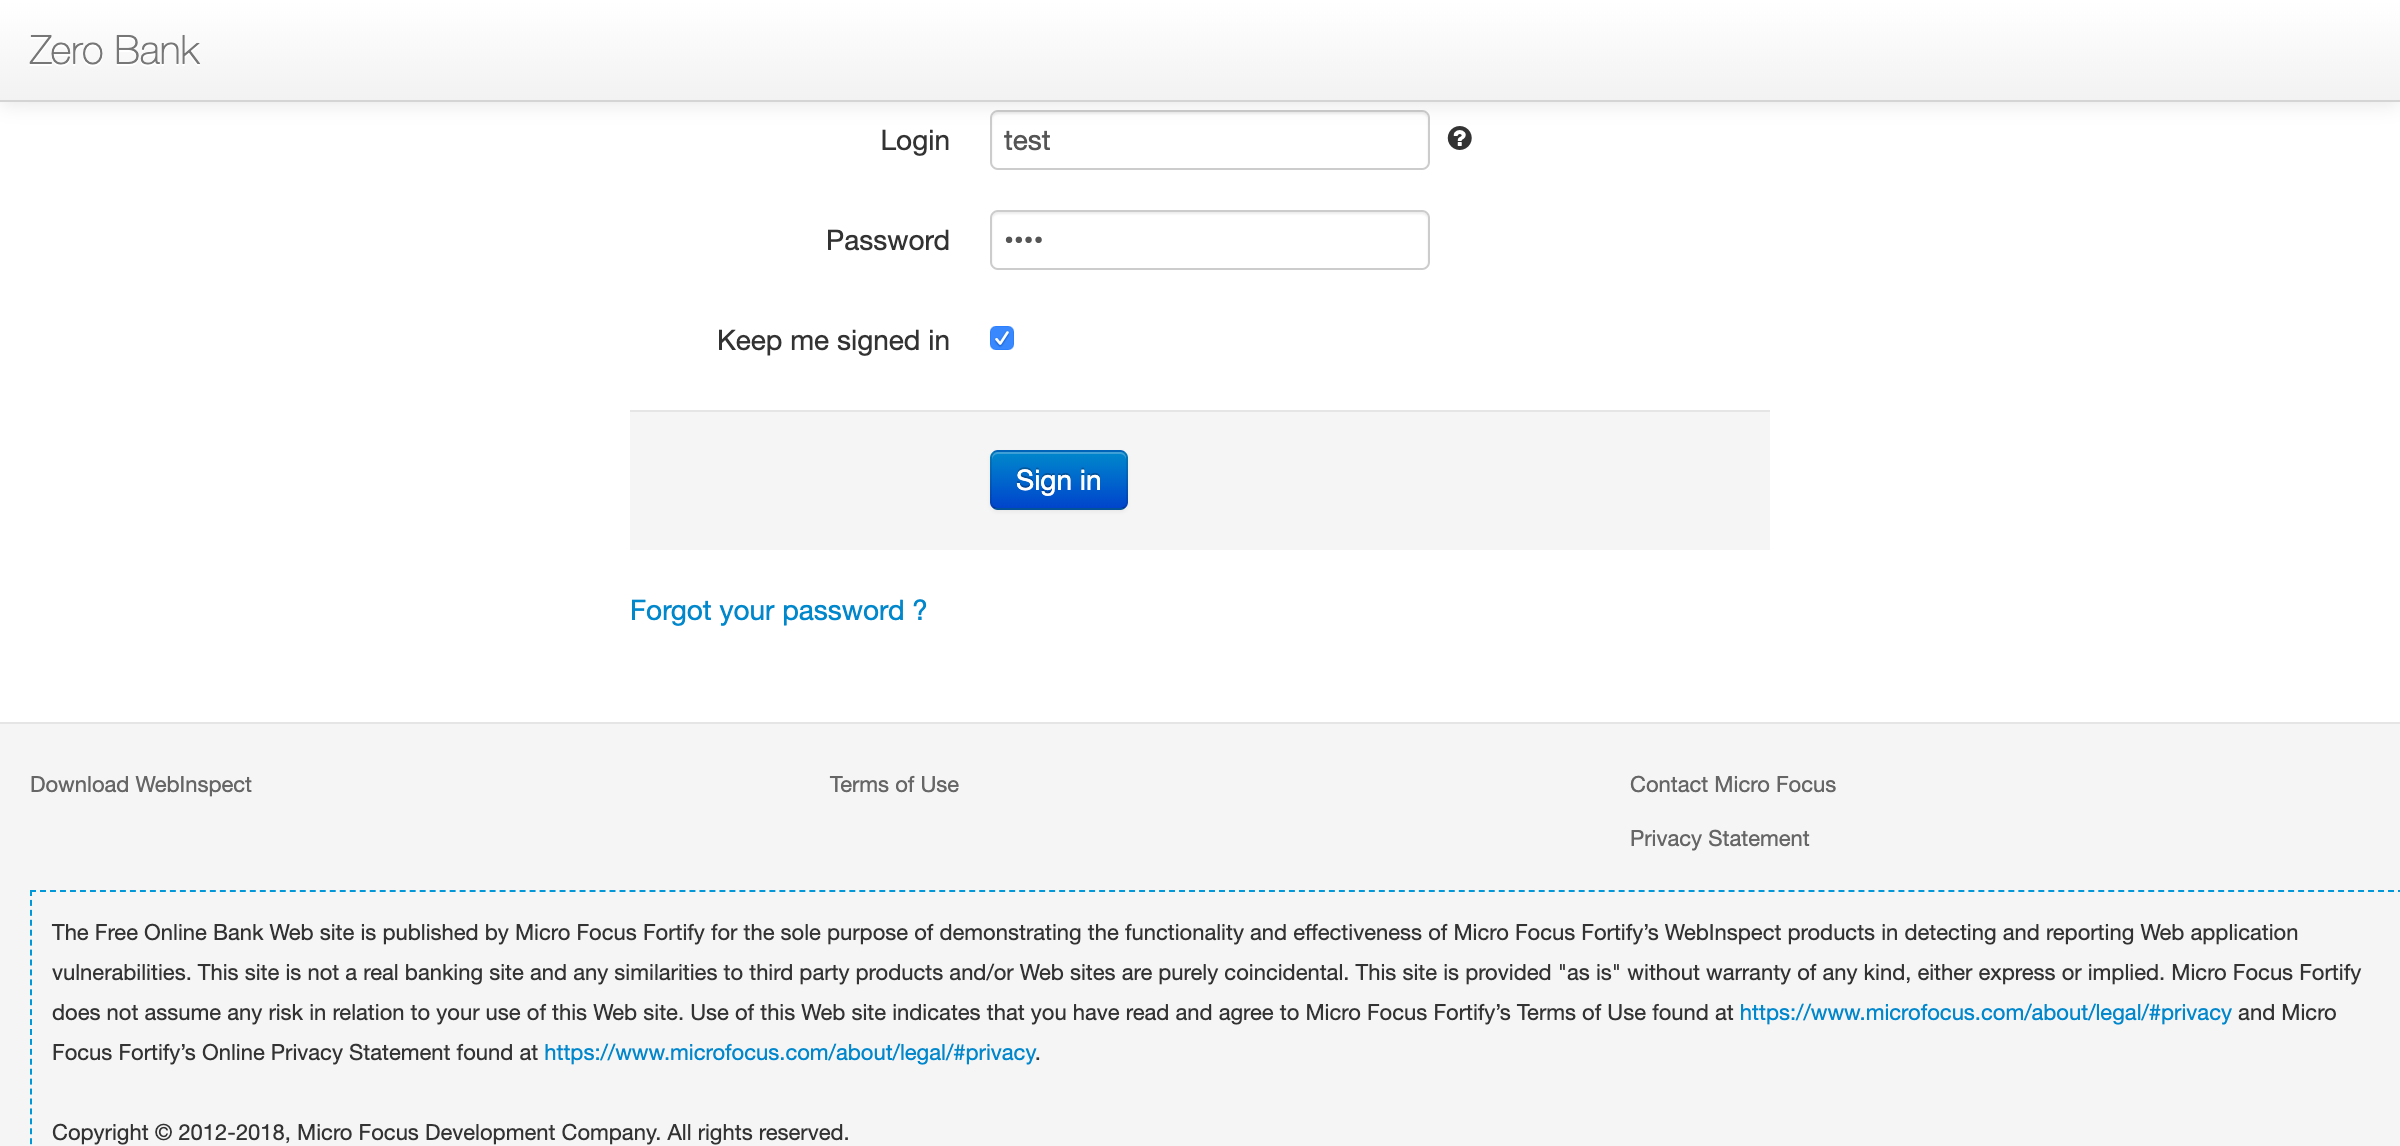 Zero Bank
Login
test
Password
••••
Keep me signed in
Sign in
Forgot your password ?
Download WebInspect
Terms of Use
Contact Micro Focus
Privacy Statement
The Free Online Bank Web site is published by Micro Focus Fortify for the sole purpose of demonstrating the functionality and effectiveness of Micro Focus Fortify’s WebInspect products in detecting and reporting Web application
vulnerabilities. This site is not a real banking site and any similarities to third party products and/or Web sites are purely coincidental. This site is provided "as is" without warranty of any kind, either express or implied. Micro Focus Fortify
does not assume any risk in relation to your use of this Web site. Use of this Web site indicates that you have read and agree to Micro Focus Fortify’s Terms of Use found at https://www.microfocus.com/about/legal/#privacy and Micro
Focus Fortify’s Online Privacy Statement found at https://www.microfocus.com/about/legal/#privacy.
Copyright © 2012-2018, Micro Focus Development Company. All rights reserved.